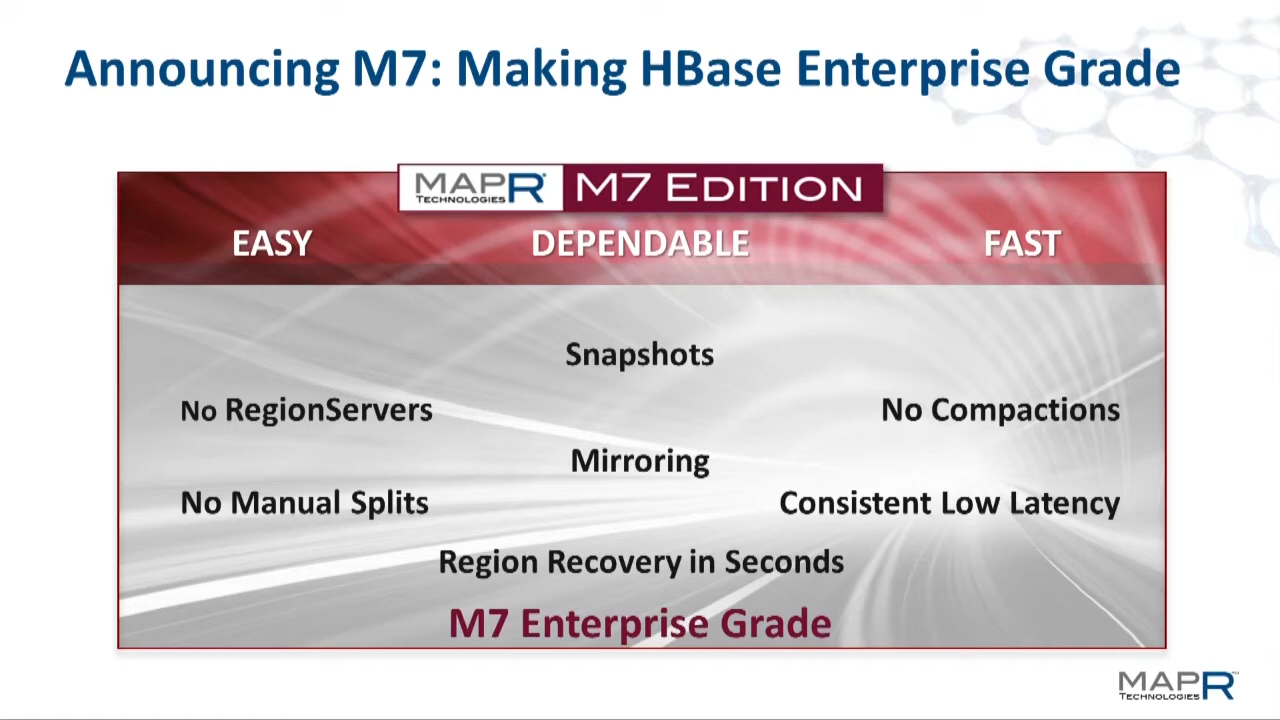 Announcing M7: Making HBase Enterprise Grade
MAPR TECHNOLOGIES M7 EDITION
EASY DEPENDABLE FAST
Snapshots
No RegionServers No Compactions
Mirroring
No Manual Splits Consistent Low Latency
Region Recovery in Seconds
M7 Enterprise Grade
MAPR TECHNOLOGIES